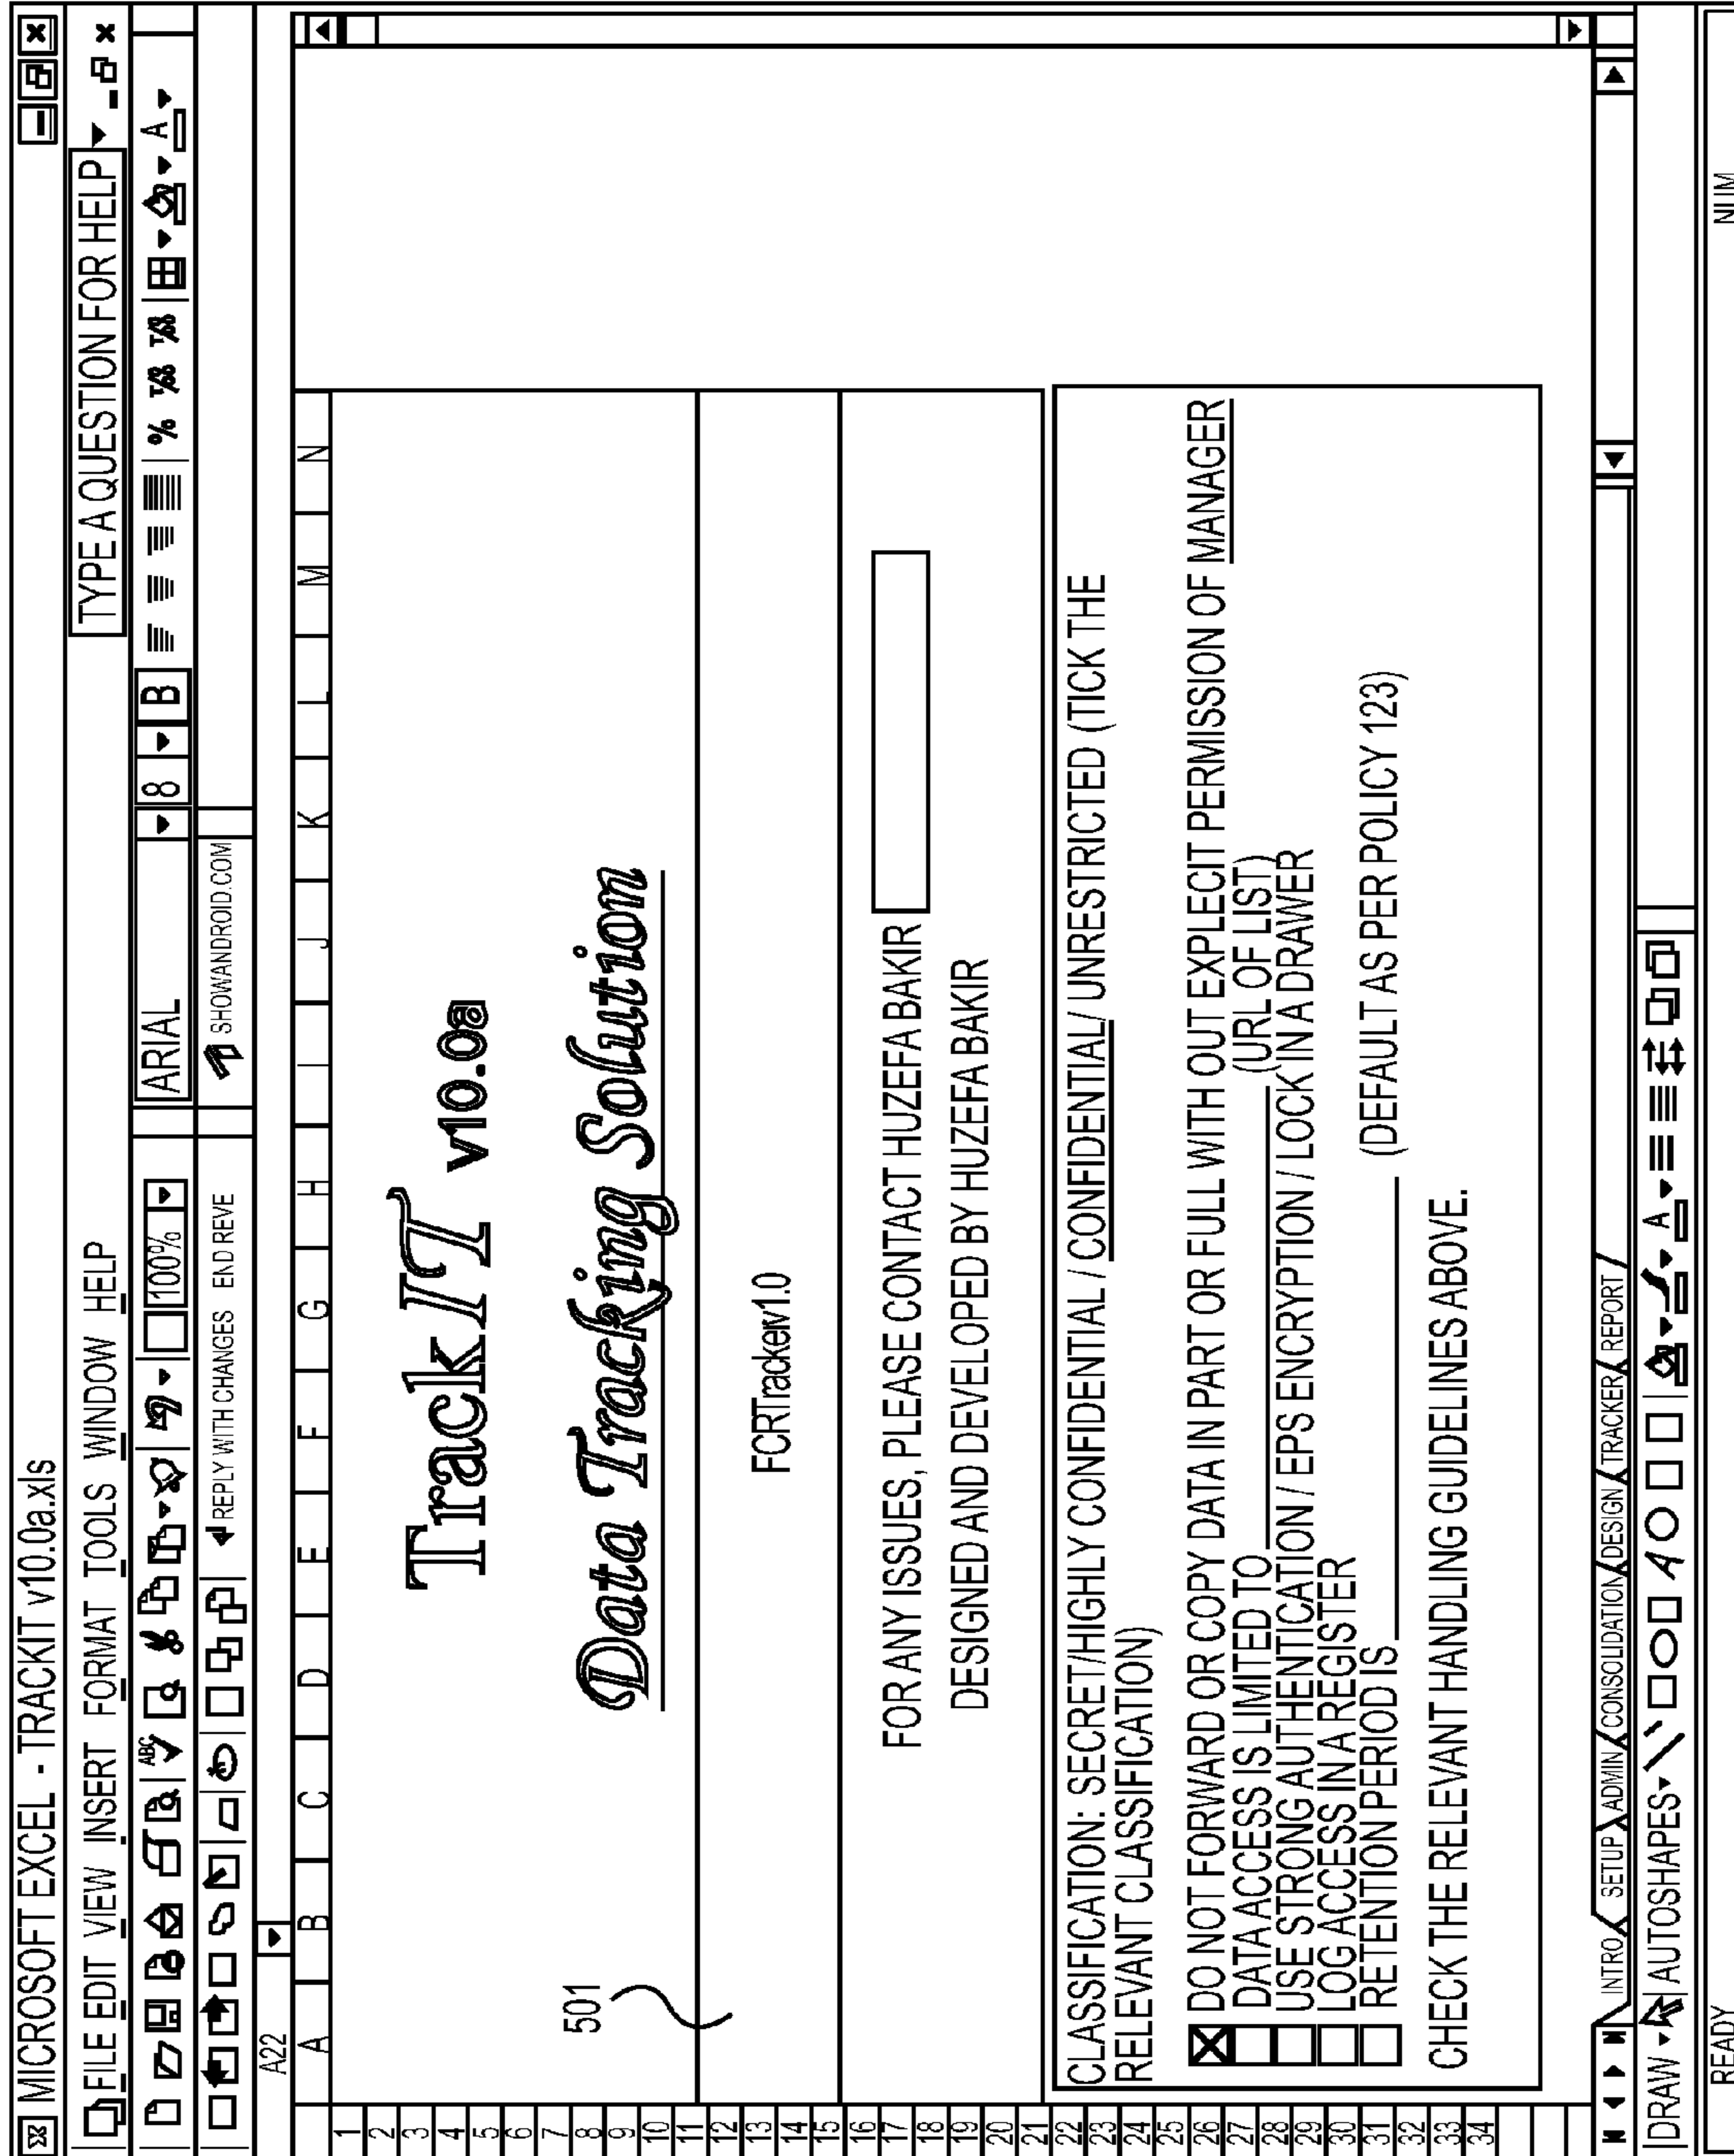 MICROSOFT EXCEL - TRACKIT v10.0a.xls
FILE EDIT VIEW INSERT FORMAT TOOLS WINDOW HELP
TYPE A QUESTION FOR HELP
ABC
100%
ARIAL
8
B
%
A
REPLY WITH CHANGES END REVE
SHOWANDROID.COM
A22
A B C D E F G H I J K L M N
1
2
3
4
5
6
7
8
9
10
11
12
13
14
15
16
17
18
19
20
21
22
23
24
25
26
27
28
29
30
31
32
33
34
TrackIT v10.0a
Data Tracking Solution
501
FCRTrackerv1.0
FOR ANY ISSUES, PLEASE CONTACT HUZEFA BAKIR
DESIGNED AND DEVELOPED BY HUZEFA BAKIR
CLASSIFICATION: SECRET/HIGHLY CONFIDENTIAL / CONFIDENTIAL/ UNRESTRICTED (TICK THE
RELEVANT CLASSIFICATION)
DO NOT FORWARD OR COPY DATA IN PART OR FULL WITH OUT EXPLECIT PERMISSION OF MANAGER
DATA ACCESS IS LIMITED TO (URL OF LIST)
USE STRONG AUTHENTICATION / EPS ENCRYPTION / LOCK IN A DRAWER
LOG ACCESS IN A REGISTER
RETENTION PERIOD IS (DEFAULT AS PER POLICY 123)
CHECK THE RELEVANT HANDLING GUIDELINES ABOVE.
INTRO SETUP ADMIN CONSOLIDATION DESIGN TRACKER REPORT
DRAW AUTOSHAPES A A
READY NUM